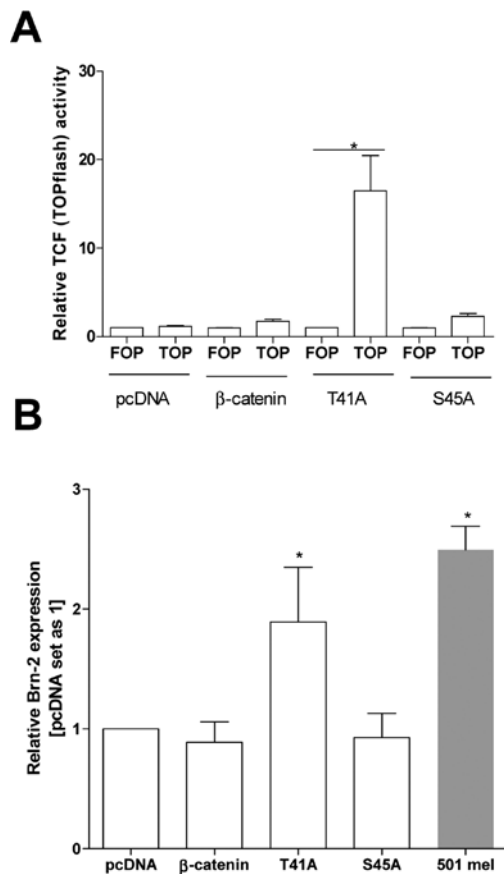 A
Relative TCF (TOPflash) activity
30
20
10
0
*
FOP TOP FOP TOP FOP TOP FOP TOP
pcDNA β-catenin T41A S45A
B
Relative Brn-2 expression
[pcDNA set as 1]
3
2
1
0
* *
pcDNA β-catenin T41A S45A 501 mel